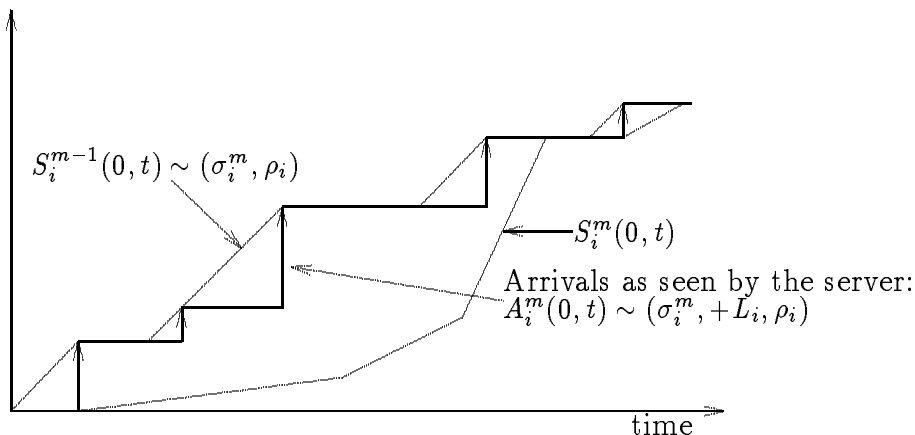 S_i^{m-1}(0, t) ∼ (σ_i^m, ρ_i)
S_i^m(0, t)
Arrivals as seen by the server:
A_i^m(0, t) ∼ (σ_i^m, +L_i, ρ_i)
time